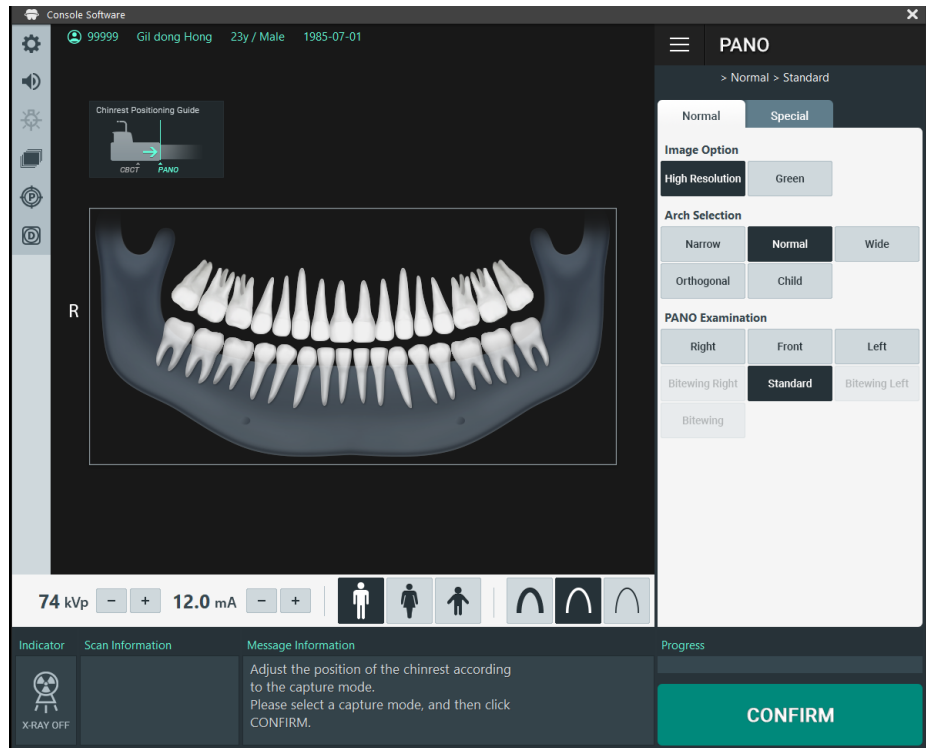 Console Software
99999 Gil dong Hong 23y / Male 1985-07-01
PANO
> Normal > Standard
Chinrest Positioning Guide
CBCT PANO
Normal Special
Image Option
High Resolution Green
Arch Selection
Narrow Normal Wide
Orthogonal Child
PANO Examination
Right Front Left
Bitewing Right Standard Bitewing Left
Bitewing
P
D
R
74 kVp - + 12.0 mA - +
Indicator Scan Information Message Information Progress
X-RAY OFF
Adjust the position of the chinrest according
to the capture mode.
Please select a capture mode, and then click
CONFIRM.
CONFIRM